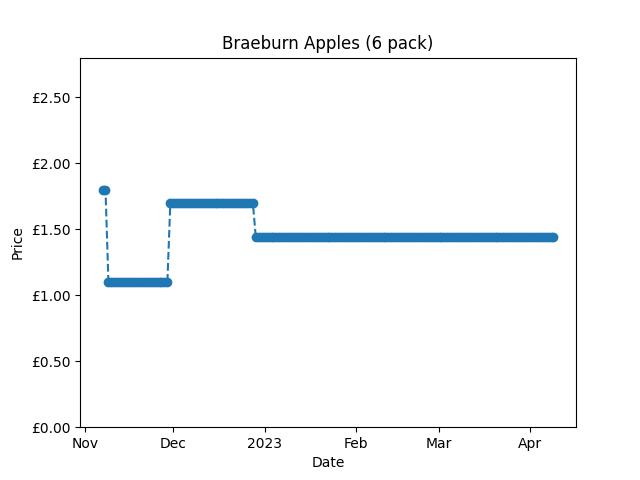 Braeburn Apples (6 pack)
£2.50
£2.00
£1.50
£1.00
£0.50
£0.00
Price
Nov Dec 2023 Feb Mar Apr
Date